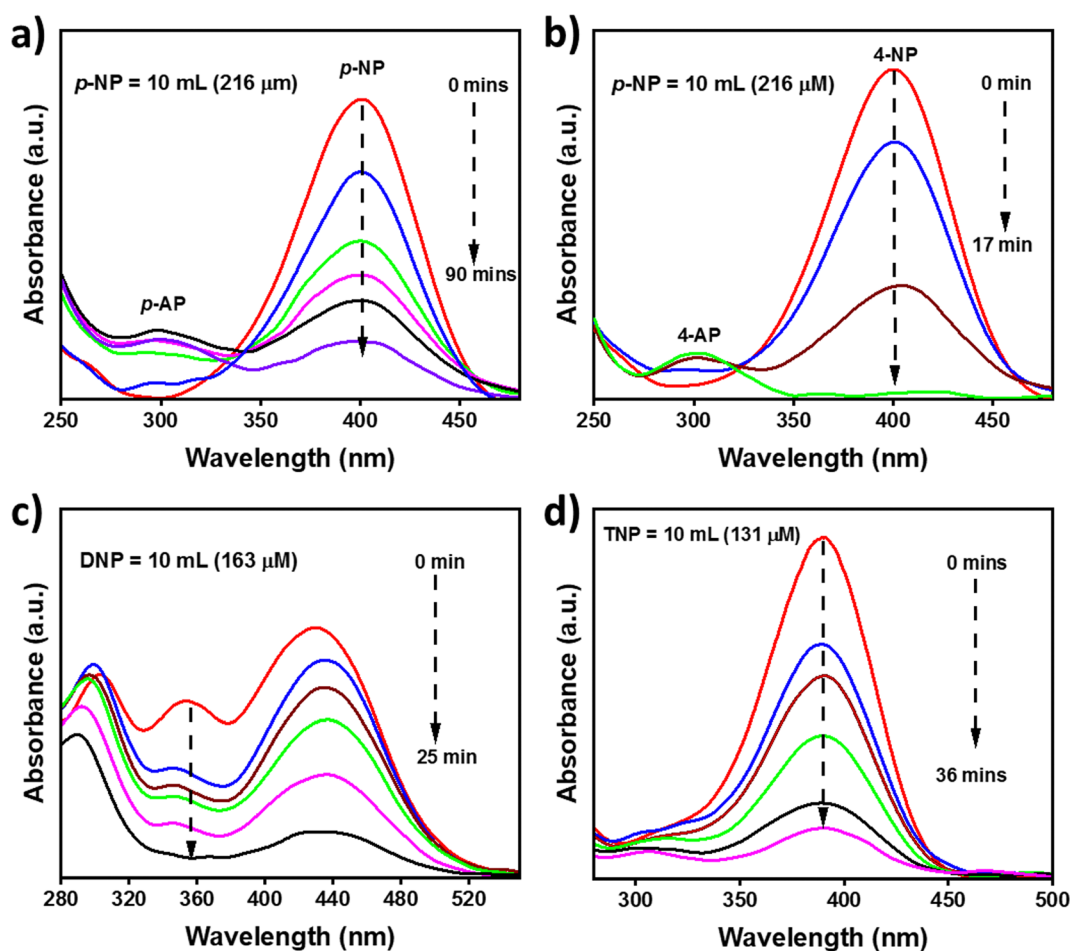 a)
p-NP = 10 mL (216 μm)
p-NP
0 mins
90 mins
p-AP
Absorbance (a.u.)
250 300 350 400 450
Wavelength (nm)
b)
p-NP = 10 mL (216 μM)
4-NP
0 min
17 min
4-AP
Absorbance (a.u.)
250 300 350 400 450
Wavelength (nm)
c)
DNP = 10 mL (163 μM)
0 min
25 min
Absorbance (a.u.)
280 320 360 400 440 480 520
Wavelength (nm)
d)
TNP = 10 mL (131 μM)
0 mins
36 mins
Absorbance (a.u.)
300 350 400 450 500
Wavelength (nm)